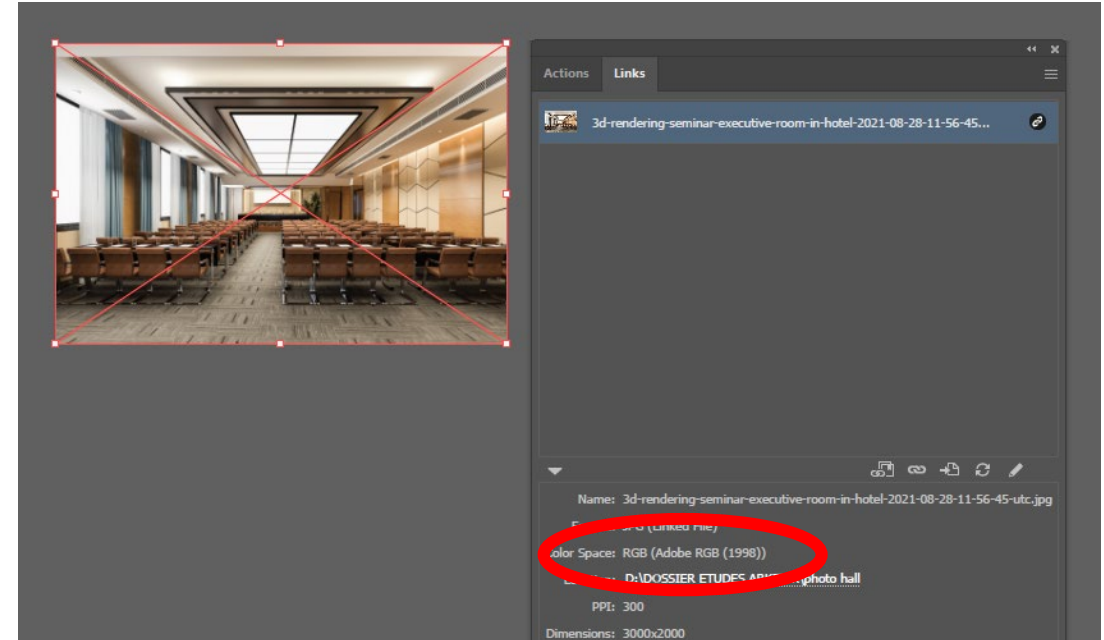 Actions Links
3d-rendering-seminar-executive-room-in-hotel-2021-08-28-11-56-45...
Name: 3d-rendering-seminar-executive-room-in-hotel-2021-08-28-11-56-45-utc.jpg
(Linked File)
Color Space: RGB (Adobe RGB (1998))
D:\DOSSIER ETUDES photo hall
PPI: 300
Dimensions: 3000x2000